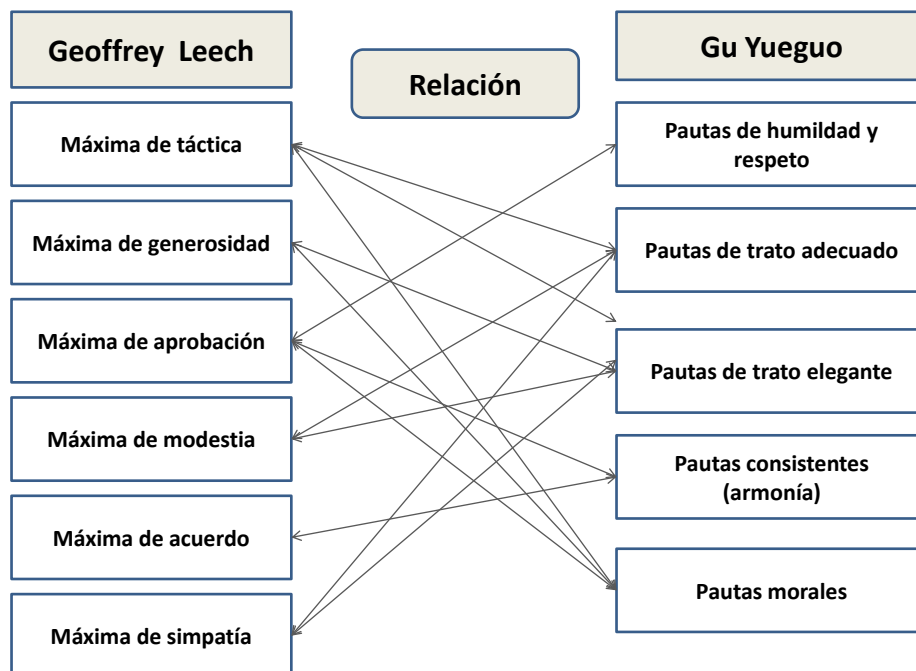 Geoffrey Leech
Relación
Gu Yueguo
Máxima de táctica
Máxima de generosidad
Máxima de aprobación
Máxima de modestia
Máxima de acuerdo
Máxima de simpatía
Pautas de humildad y
respeto
Pautas de trato adecuado
Pautas de trato elegante
Pautas consistentes
(armonía)
Pautas morales